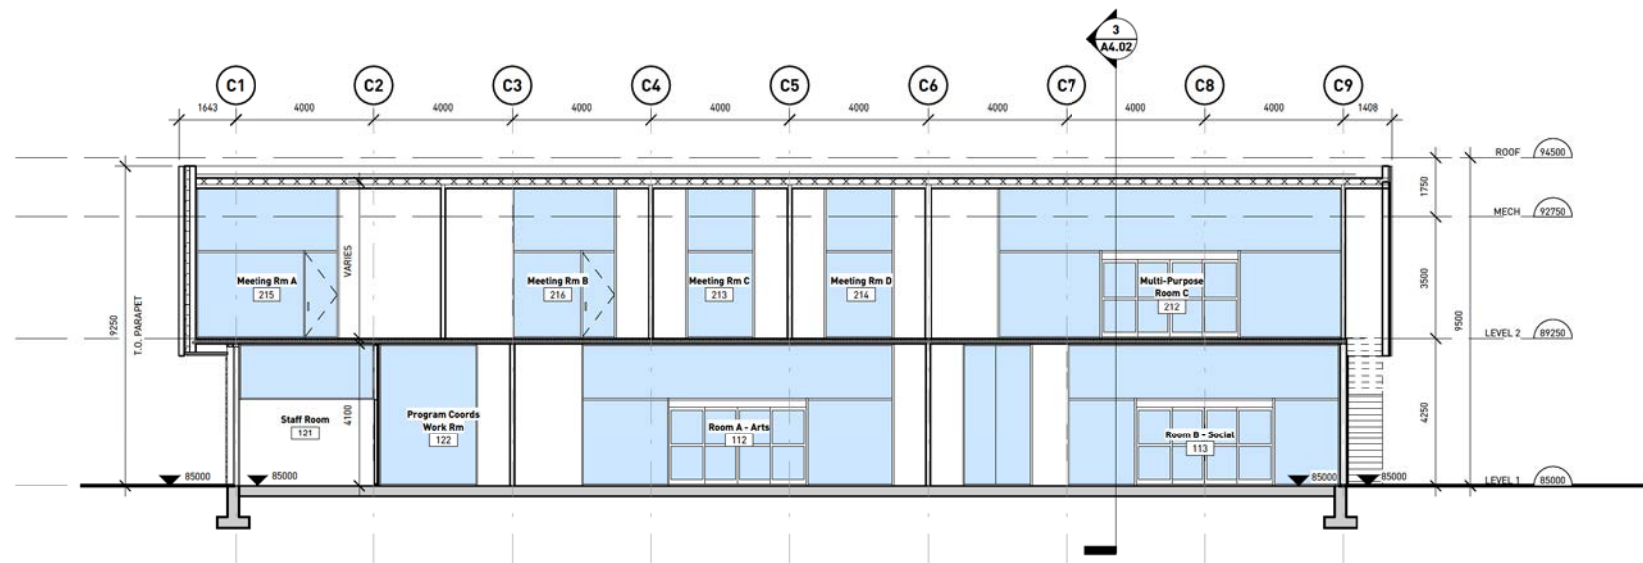 3
A4.02
C1
C2
C3
C4
C5
C6
C7
C8
C9
1643
4000
4000
4000
4000
4000
4000
4000
4000
1408
ROOF 94500
1750
MECH 92750
VARIES
Meeting Rm A
215
Meeting Rm B
216
Meeting Rm C
213
Meeting Rm D
214
Multi-Purpose
Room C
212
3500
9250
T.O. PARAPET
9500
LEVEL 2 89250
4100
Staff Room
121
Program Coords
Work Rm
122
Room A - Arts
112
Room B - Social
113
4250
85000
85000
85000
85000
LEVEL 1 85000